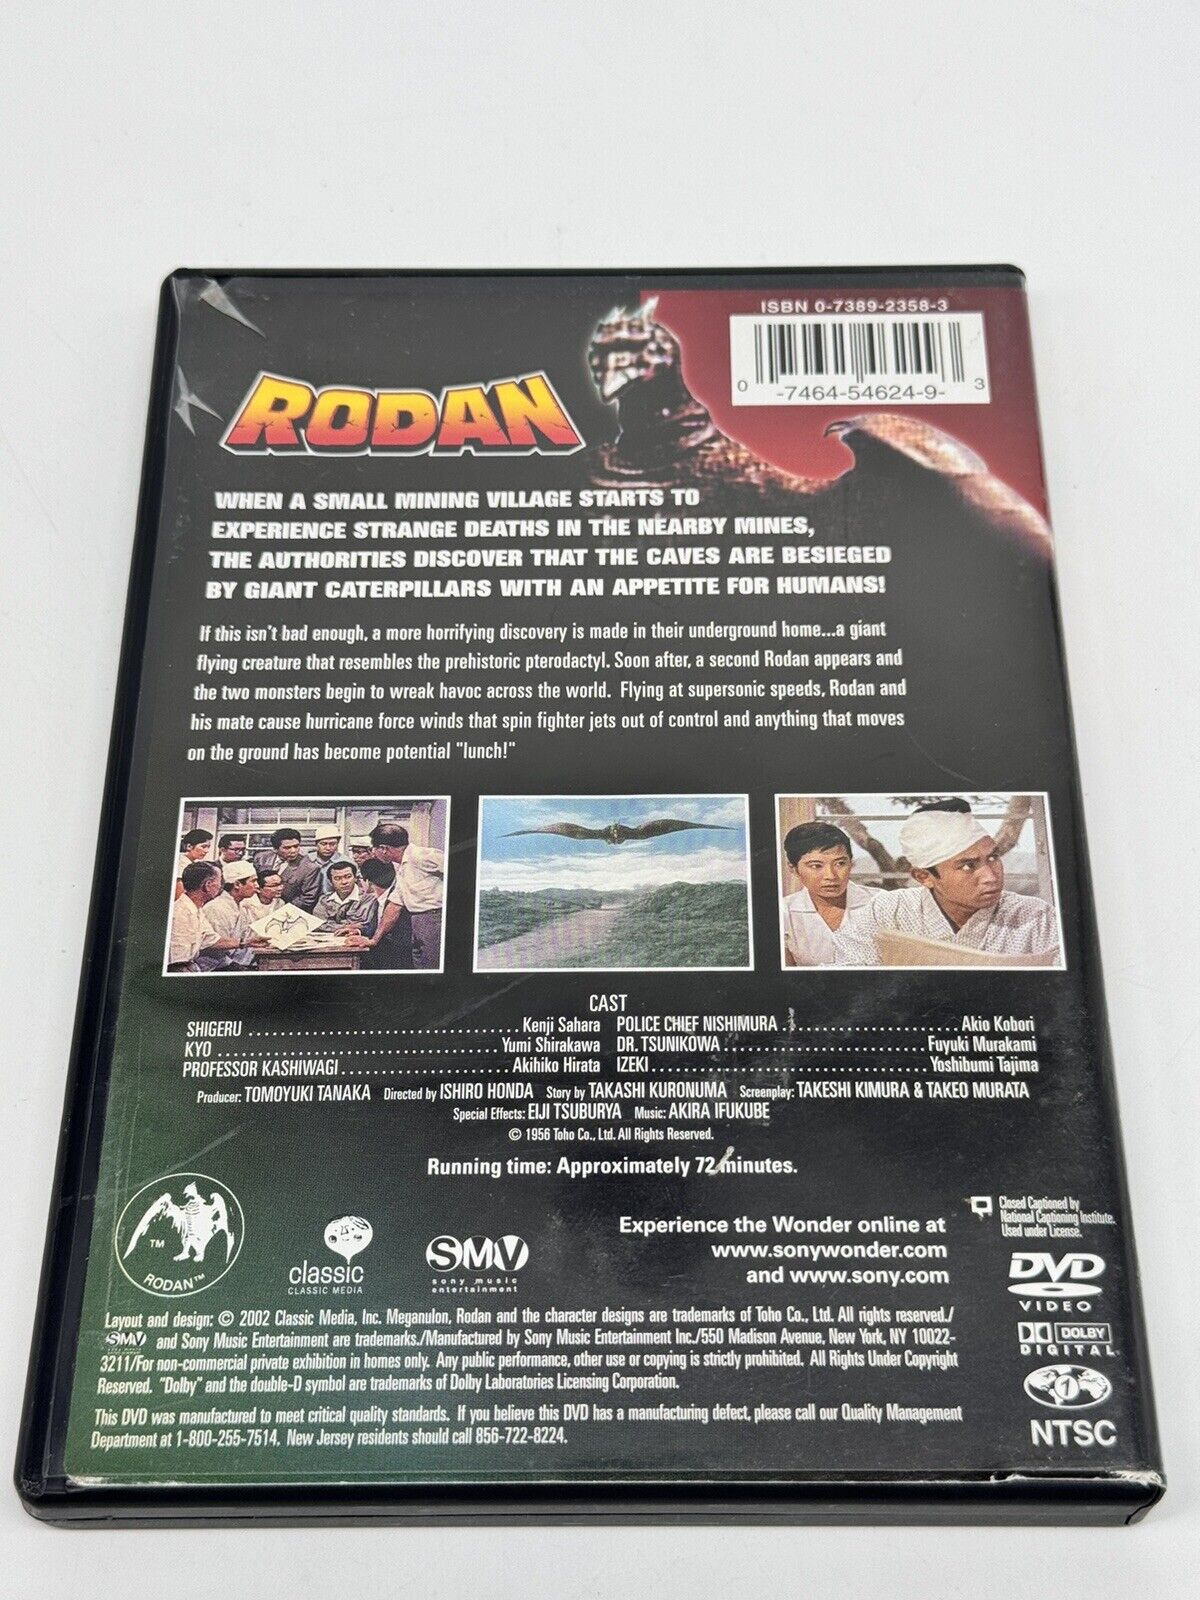 ISBN 0-7389-2358-3
0 -7464-54624-9- 3
RODAN
WHEN A SMALL MINING VILLAGE STARTS TO
EXPERIENCE STRANGE DEATHS IN THE NEARBY MINES,
THE AUTHORITIES DISCOVER THAT THE CAVES ARE BESIEGED
BY GIANT CATERPILLARS WITH AN APPETITE FOR HUMANS!
If this isn't bad enough, a more horrifying discovery is made in their underground home...a giant
flying creature that resembles the prehistoric pterodactyl. Soon after, a second Rodan appears and
the two monsters begin to wreak havoc across the world. Flying at supersonic speeds, Rodan and
his mate cause hurricane force winds that spin fighter jets out of control and anything that moves
on the ground has become potential "lunch!"
CAST
SHIGERU ................................ Kenji Sahara POLICE CHIEF NISHIMURA ........................ Akio Kobori
KYO .................................... Yumi Shirakawa DR. TSUNIKOWA ............................ Fuyuki Murakami
PROFESSOR KASHIWAGI .................... Akihiko Hirata IZEKI ...................................... Yoshibumi Tajima
Producer: TOMOYUKI TANAKA Directed by ISHIRO HONDA Story by TAKASHI KURONUMA Screenplay: TAKESHI KIMURA & TAKEO MURATA
Special Effects: EIJI TSUBURYA Music: AKIRA IFUKUBE
© 1956 Toho Co., Ltd. All Rights Reserved.
Running time: Approximately 72 minutes.
TM
RODAN™
classic
CLASSIC MEDIA
SMV
sony music
entertainment
Experience the Wonder online at
www.sonywonder.com
and www.sony.com
Closed Captioned by
National Captioning Institute.
Used under License.
DVD
VIDEO
DOLBY
DIGITAL
1
NTSC
Layout and design: © 2002 Classic Media, Inc. Meganulon, Rodan and the character designs are trademarks of Toho Co., Ltd. All rights reserved./
SMV and Sony Music Entertainment are trademarks./Manufactured by Sony Music Entertainment Inc./550 Madison Avenue, New York, NY 10022-
3211/For non-commercial private exhibition in homes only. Any public performance, other use or copying is strictly prohibited. All Rights Under Copyright
Reserved. "Dolby" and the double-D symbol are trademarks of Dolby Laboratories Licensing Corporation.
This DVD was manufactured to meet critical quality standards. If you believe this DVD has a manufacturing defect, please call our Quality Management
Department at 1-800-255-7514. New Jersey residents should call 856-722-8224.